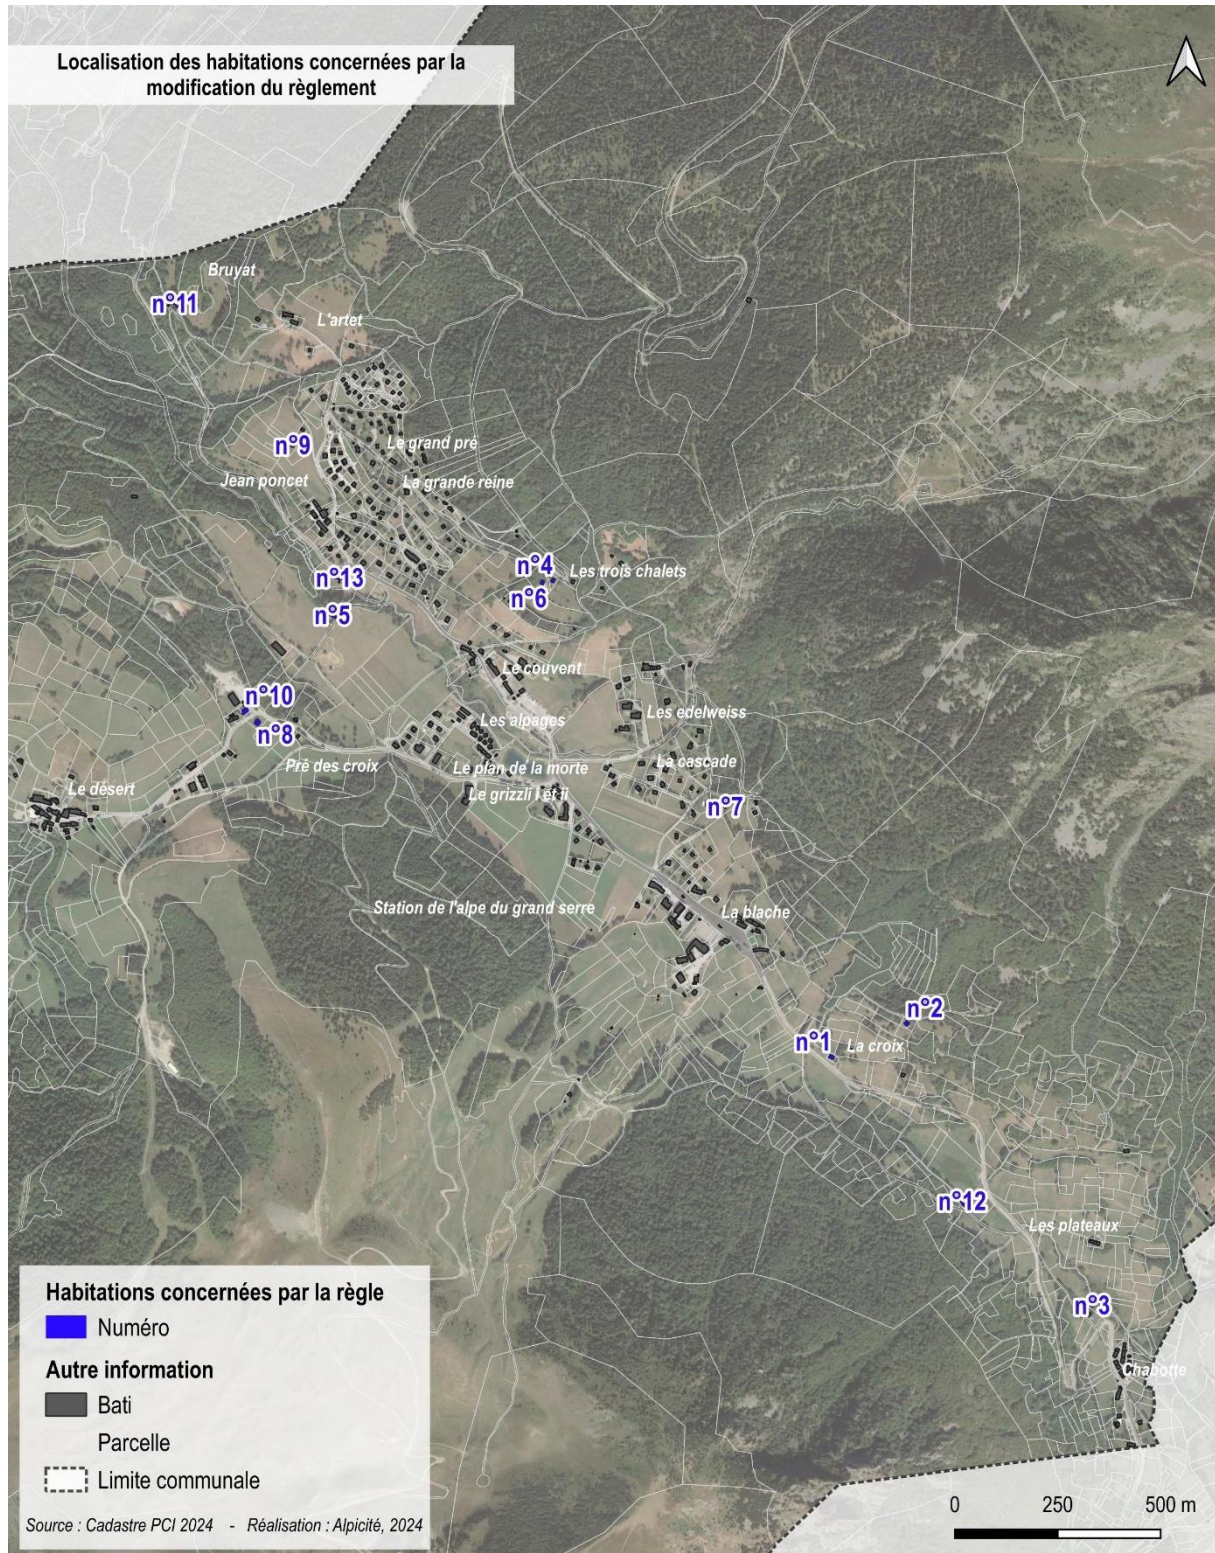 Localisation des habitations concernées par la
modification du règlement
Bruyat
n°11
L'artet
n°9
Le grand pré
Jean poncet
La grande reine
n°4
Les trois chalets
n°13
n°6
n°5
Le couvent
n°10
Les alpages
Les edelweiss
n°8
Pré des croix
La cascade
Le plan de la morte
Le désert
Le grizzli I et ii
n°7
Station de l'alpe du grand serre
La blache
n°2
n°1
La croix
n°12
Les plateaux
n°3
Chabotte
Habitations concernées par la règle
Numéro
Autre information
Bati
Parcelle
Limite communale
Source : Cadastre PCI 2024 - Réalisation : Alpicité, 2024
0 250 500 m